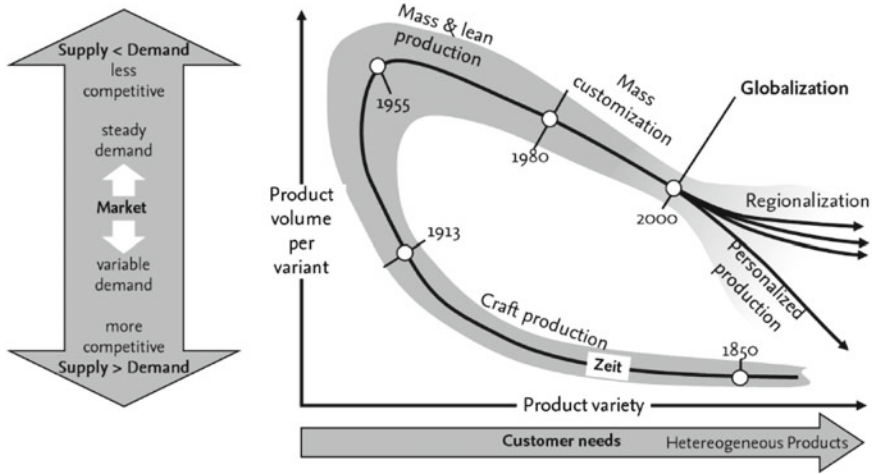 Supply < Demand
less
competitive
steady
demand
Market
variable
demand
more
competitive
Supply > Demand
Product
volume
per
variant
Mass & lean
production
1955
Mass
customization
1980
Globalization
2000
Regionalization
Personalized
production
1913
Craft production
Zeit
1850
Product variety
Customer needs
Hetereogeneous Products